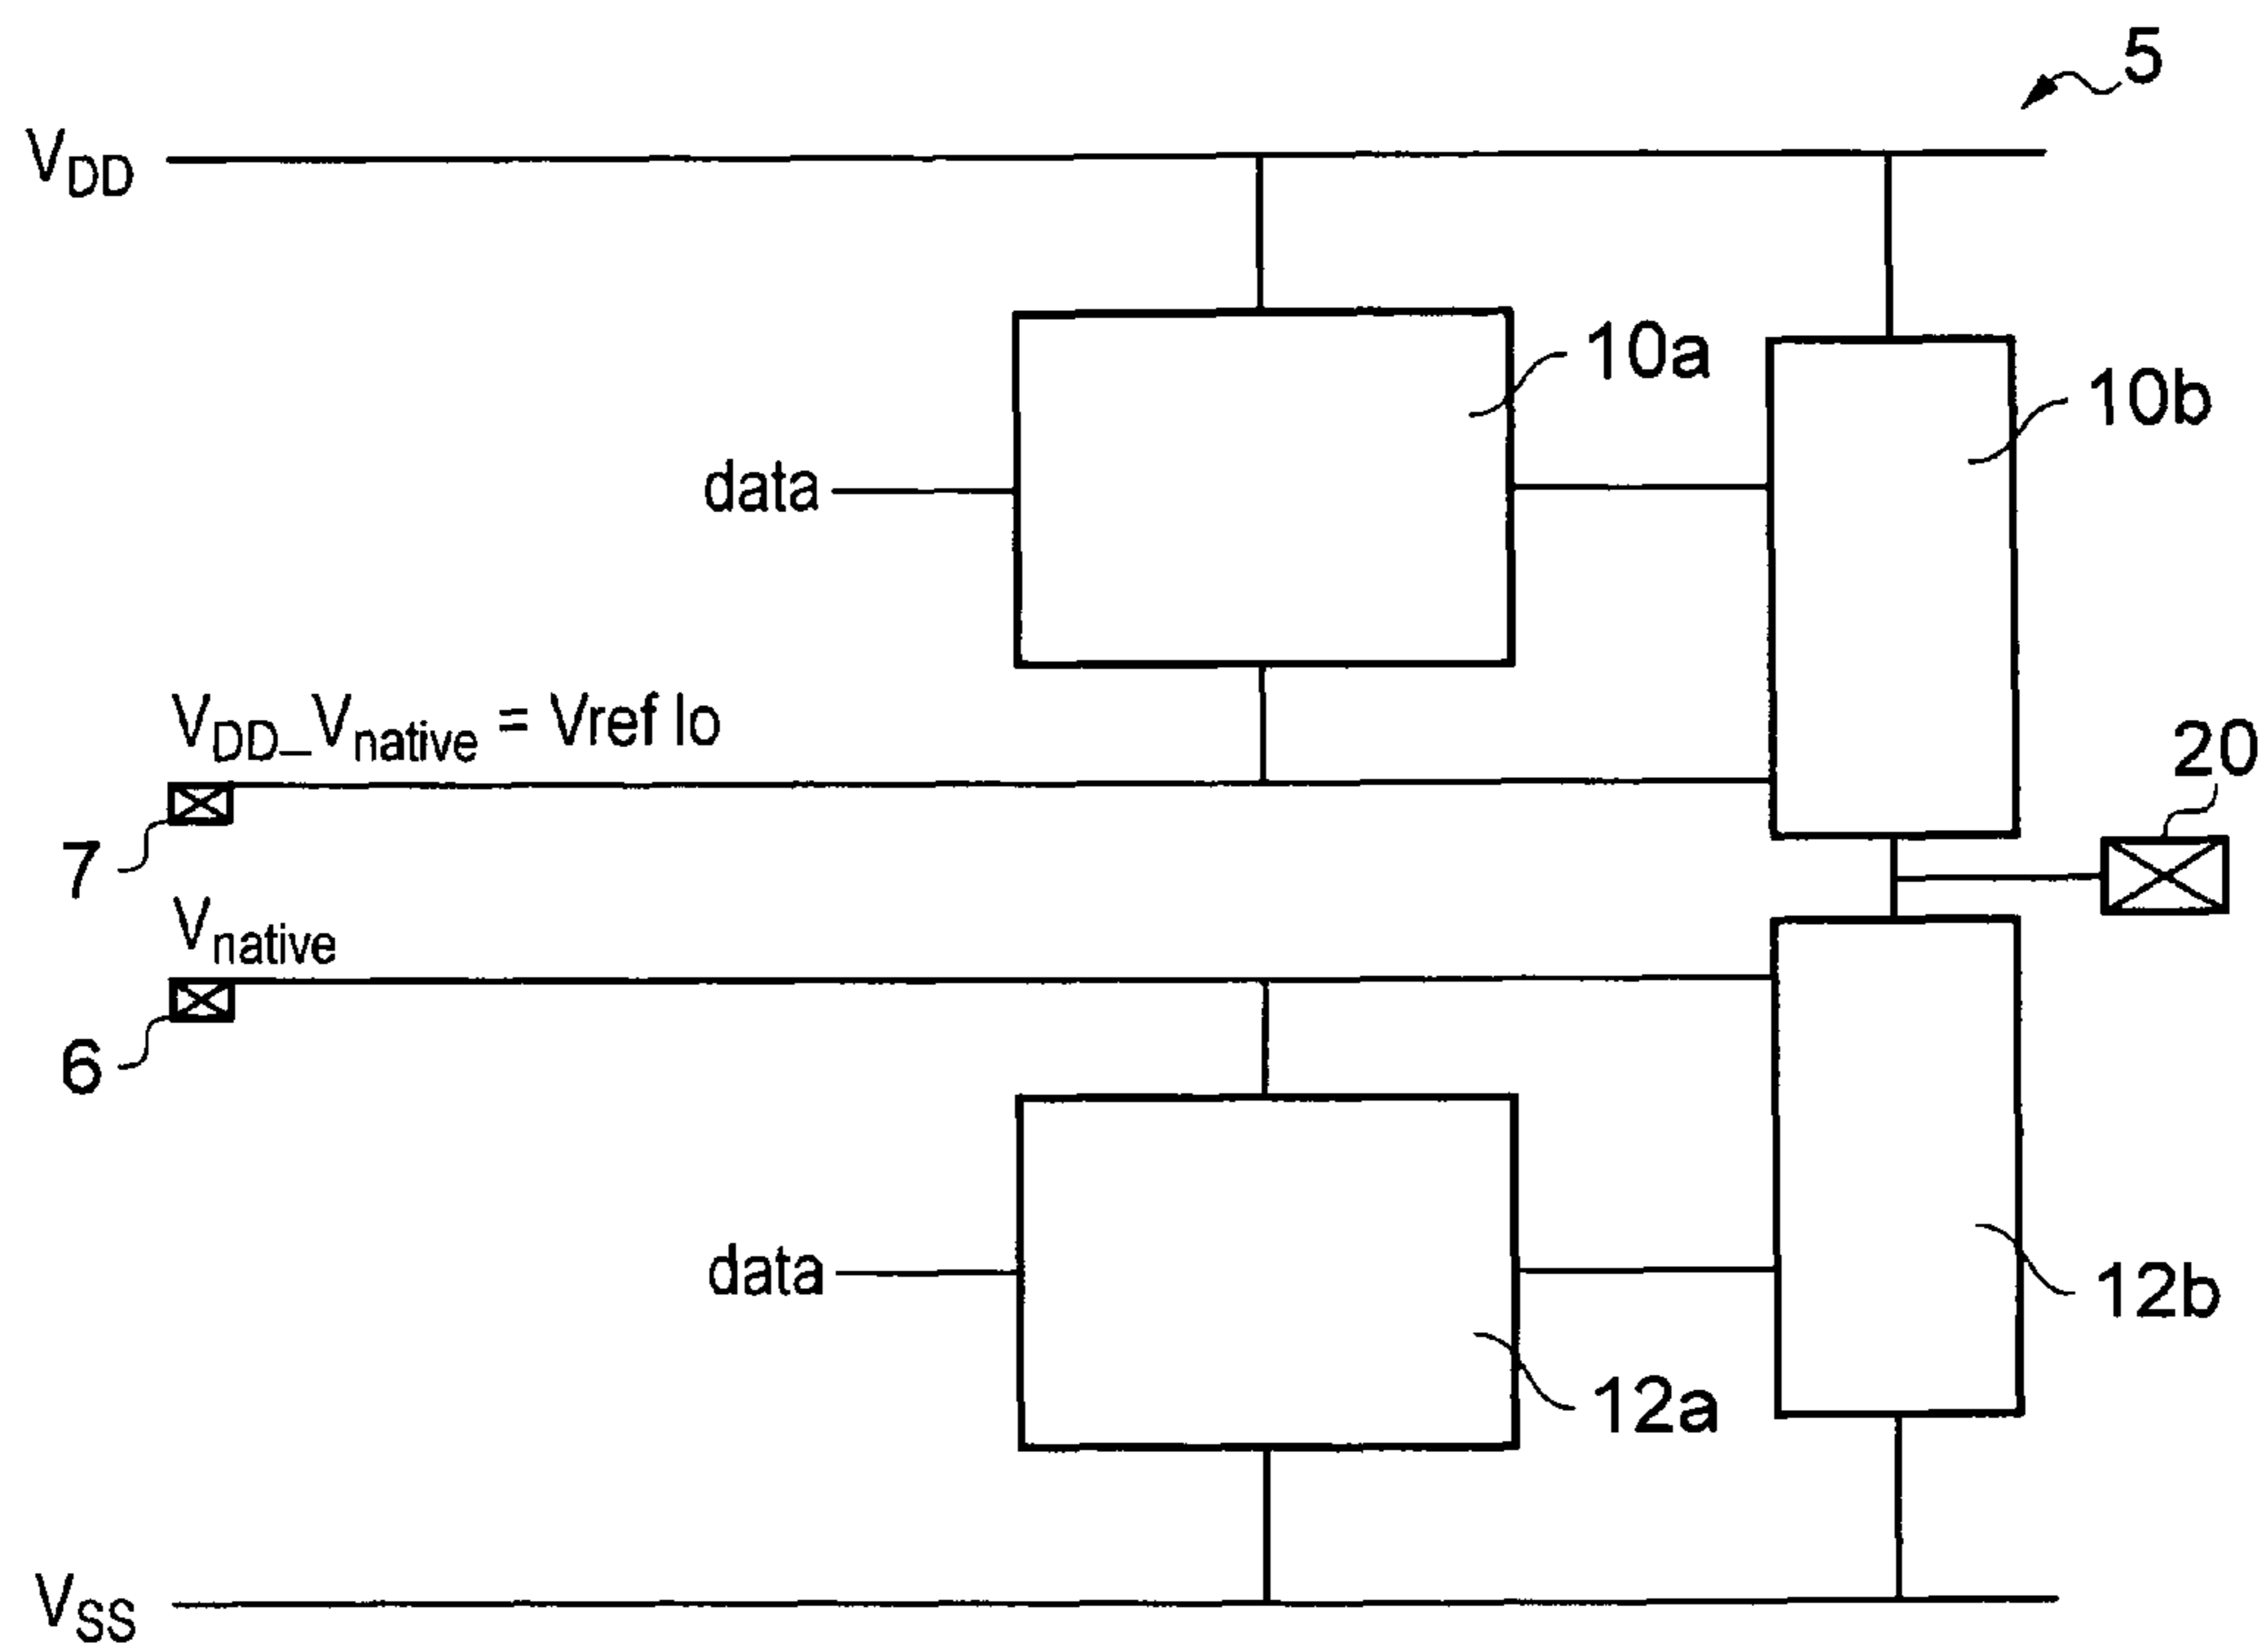 5
VDD
10a
10b
data
VDD_Vnative = Vref lo
20
7
Vnative
6
data
12b
12a
VSS